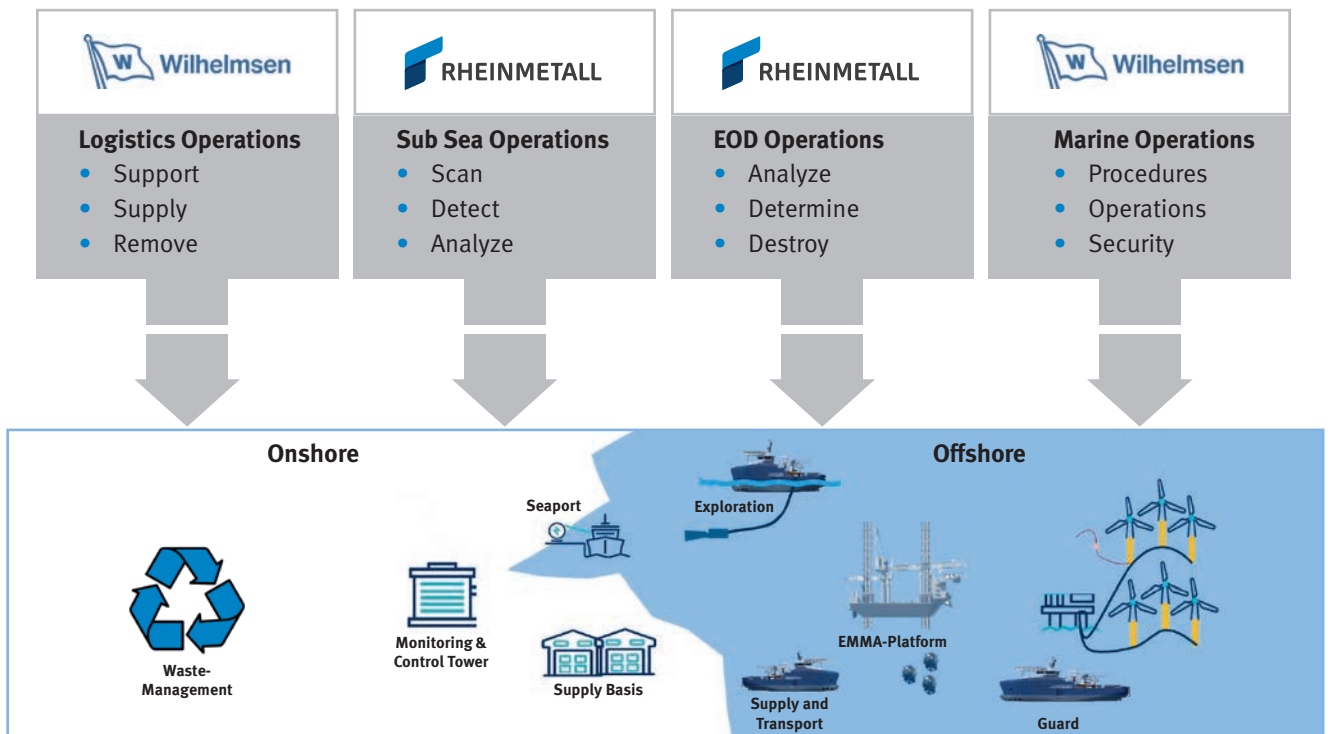 W Wilhelmsen
RHEINMETALL
RHEINMETALL
W Wilhelmsen
Logistics Operations
• Support
• Supply
• Remove
Sub Sea Operations
• Scan
• Detect
• Analyze
EOD Operations
• Analyze
• Determine
• Destroy
Marine Operations
• Procedures
• Operations
• Security
Onshore
Offshore
Seaport
Exploration
Waste-
Management
Monitoring &
Control Tower
Supply Basis
EMMA-Platform
Supply and
Transport
Guard